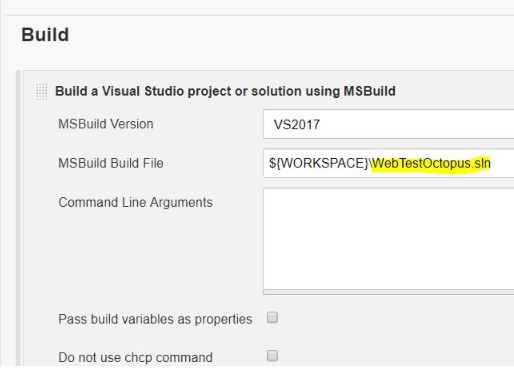 Build
Build a Visual Studio project or solution using MSBuild
MSBuild Version
VS2017
MSBuild Build File
${WORKSPACE}\WebTestOctopus.sln
Command Line Arguments
Pass build variables as properties
Do not use chcp command